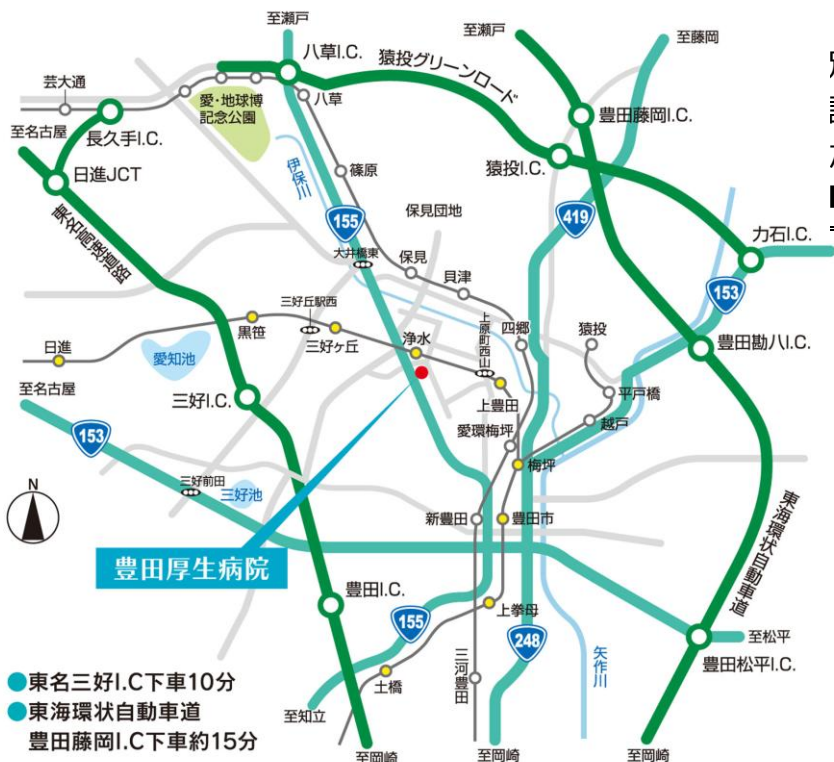 至瀬戸
至瀬戸
至藤岡
八草I.C.
猿投グリーンロード
芸大通
八草
愛・地球博
記念公園
豊田藤岡I.C.
至名古屋
長久手I.C.
伊保川
猿投I.C.
日進JCT
篠原
419
155
保見団地
東名高速道路
大井橋東
力石I.C.
保見
貝津
153
三好丘駅西
上原町西山
四郷
猿投
黒笹
三好ヶ丘
浄水
豊田勘八I.C.
日進
愛知池
平戸橋
上豊田
至名古屋
三好I.C.
越戸
愛環梅坪
153
梅坪
三好前田
三好池
N
新豊田
豊田市
東海環状自動車道
豊田厚生病院
豊田I.C.
上挙母
155
248
矢作川
至松平
豊田松平I.C.
三河豊田
土橋
至知立
至岡崎
至岡崎
至岡崎
●東名三好I.C下車10分
●東海環状自動車道
豊田藤岡I.C下車約15分